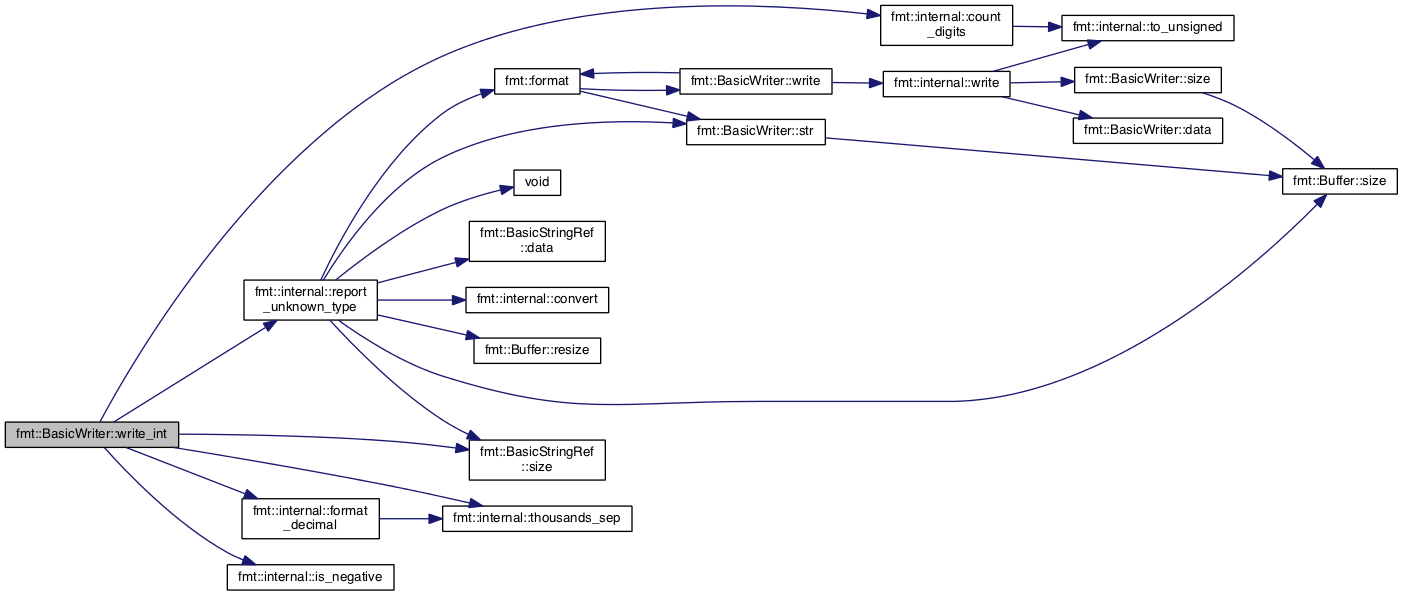 fmt::internal::count
_digits
fmt::internal::to_unsigned
fmt::format
fmt::BasicWriter::write
fmt::internal::write
fmt::BasicWriter::size
fmt::BasicWriter::str
fmt::BasicWriter::data
void
fmt::Buffer::size
fmt::BasicStringRef
::data
fmt::internal::report
_unknown_type
fmt::internal::convert
fmt::Buffer::resize
fmt::BasicWriter::write_int
fmt::BasicStringRef
::size
fmt::internal::format
_decimal
fmt::internal::thousands_sep
fmt::internal::is_negative